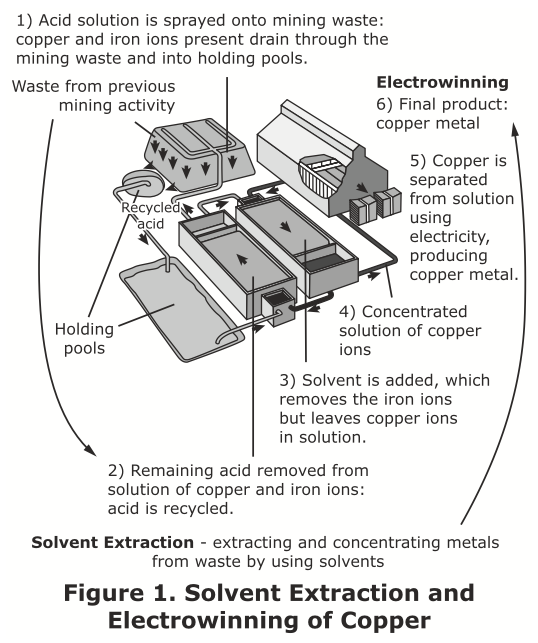 1) Acid solution is sprayed onto mining waste:
copper and iron ions present drain through the
mining waste and into holding pools.
Waste from previous
mining activity
Electrowinning
6) Final product:
copper metal
5) Copper is
separated
from solution
using
electricity,
producing
copper metal.
Recycled
acid
Holding
pools
4) Concentrated
solution of copper
ions
3) Solvent is added, which
removes the iron ions
but leaves copper ions
in solution.
2) Remaining acid removed from
solution of copper and iron ions:
acid is recycled.
Solvent Extraction - extracting and concentrating metals
from waste by using solvents
Figure 1. Solvent Extraction and
Electrowinning of Copper